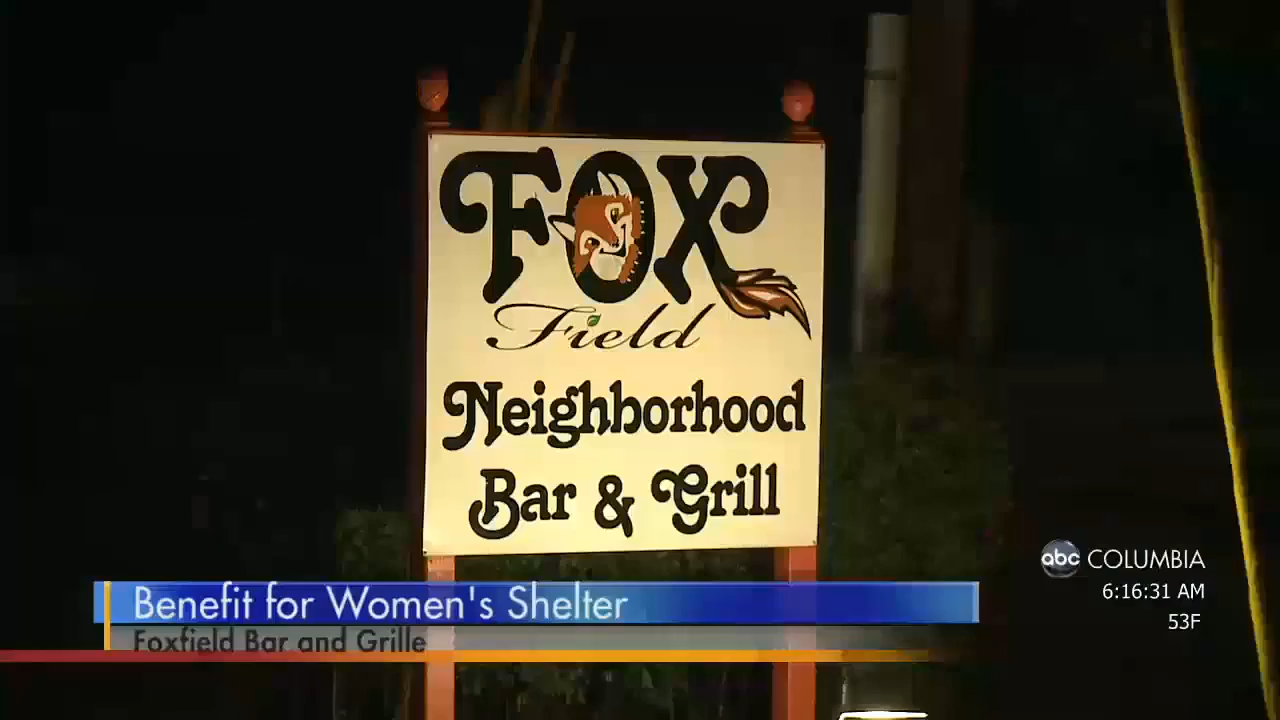 FOX
Field
Neighborhood
Bar & Grill
abc COLUMBIA
6:16:31 AM
53F
Benefit for Women's Shelter
Foxfield Bar and Grille